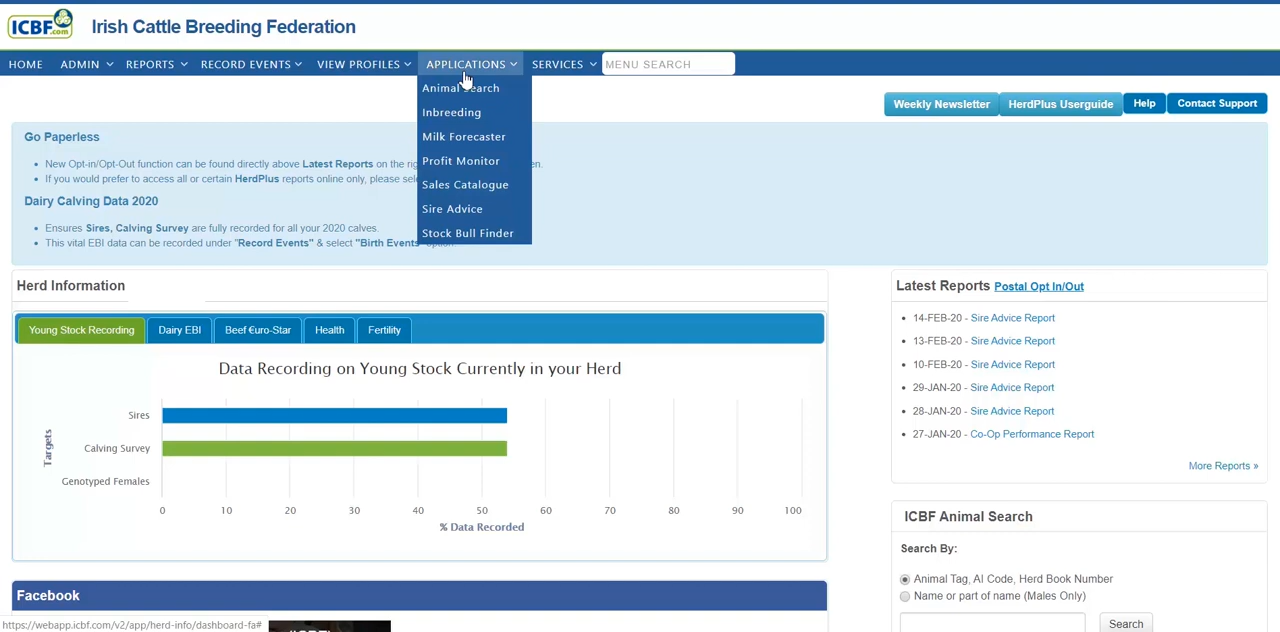 ICBF.com
Irish Cattle Breeding Federation
HOME ADMIN REPORTS RECORD EVENTS VIEW PROFILES APPLICATIONS SERVICES MENU SEARCH
Animal Search
Inbreeding
Milk Forecaster
Profit Monitor
Sales Catalogue
Sire Advice
Stock Bull Finder
Weekly Newsletter HerdPlus Userguide Help Contact Support
Go Paperless
New Opt-in/Opt-Out function can be found directly above Latest Reports on the
If you would prefer to access all or certain HerdPlus reports online only, please
Dairy Calving Data 2020
Ensures Sires, Calving Survey are fully recorded for all your 2020 calves.
This vital EBI data can be recorded under "Record Events" & select "Birth Events"
Herd Information
Young Stock Recording Dairy EBI Beef €uro-Star Health Fertility
Data Recording on Young Stock Currently in your Herd
Targets
Sires
Calving Survey
Genotyped Females
0 10 20 30 40 50 60 70 80 90 100
% Data Recorded
Facebook
https://webapp.icbf.com/v2/app/herd-info/dashboard-fa#
Latest Reports Postal Opt In/Out
14-FEB-20 - Sire Advice Report
13-FEB-20 - Sire Advice Report
10-FEB-20 - Sire Advice Report
29-JAN-20 - Sire Advice Report
28-JAN-20 - Sire Advice Report
27-JAN-20 - Co-Op Performance Report
More Reports »
ICBF Animal Search
Search By:
Animal Tag, AI Code, Herd Book Number
Name or part of name (Males Only)
Search